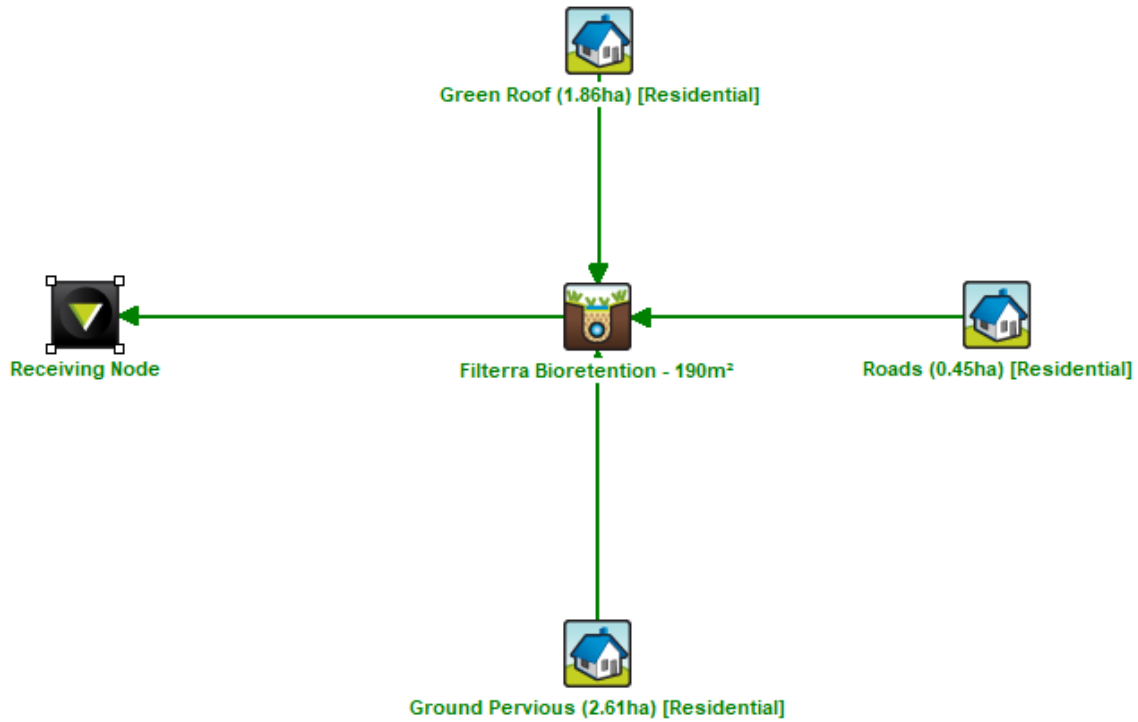 Green Roof (1.86ha) [Residential]
Receiving Node
Filterra Bioretention - 190m²
Roads (0.45ha) [Residential]
Ground Pervious (2.61ha) [Residential]